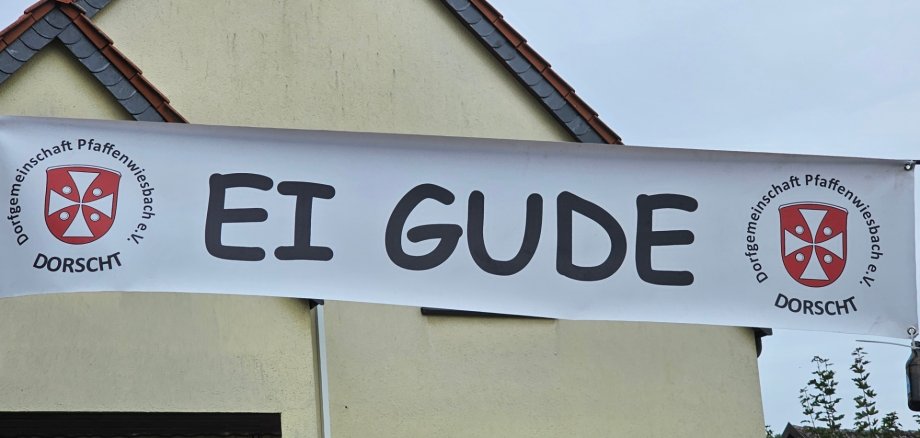 Dorfgemeinschaft Pfaffenwiesbach e.V.
DORSCHT
EI GUDE
Dorfgemeinschaft Pfaffenwiesbach e.V.
DORSCHT